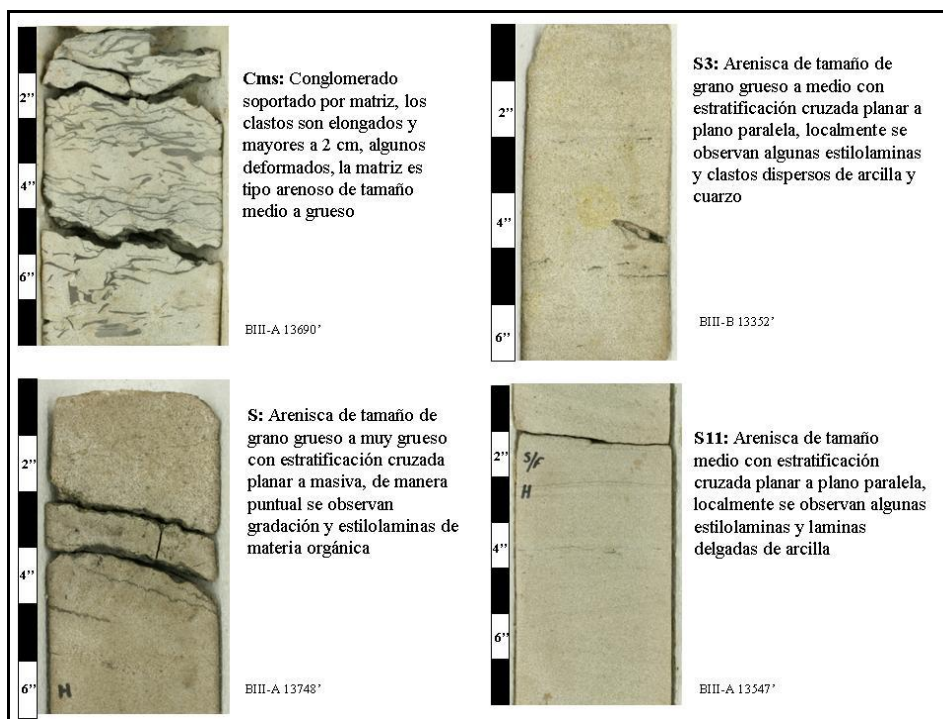 2”
4”
6”
Cms: Conglomerado
soportado por matriz, los
clastos son elongados y
mayores a 2 cm, algunos
deformados, la matriz es
tipo arenoso de tamaño
medio a grueso
BIII-A 13690’
2”
4”
6”
S3: Arenisca de tamaño de
grano grueso a medio con
estratificación cruzada planar a
plano paralela, localmente se
observan algunas estilolaminas
y clastos dispersos de arcilla y
cuarzo
BIII-B 13352’
2”
4”
6”
H
S: Arenisca de tamaño de
grano grueso a muy grueso
con estratificación cruzada
planar a masiva, de manera
puntual se observan
gradación y estilolaminas de
materia orgánica
BIII-A 13748’
2”
4”
6”
S/F
H
S11: Arenisca de tamaño
medio con estratificación
cruzada planar a plano paralela,
localmente se observan algunas
estilolaminas y laminas
delgadas de arcilla
BIII-A 13547’